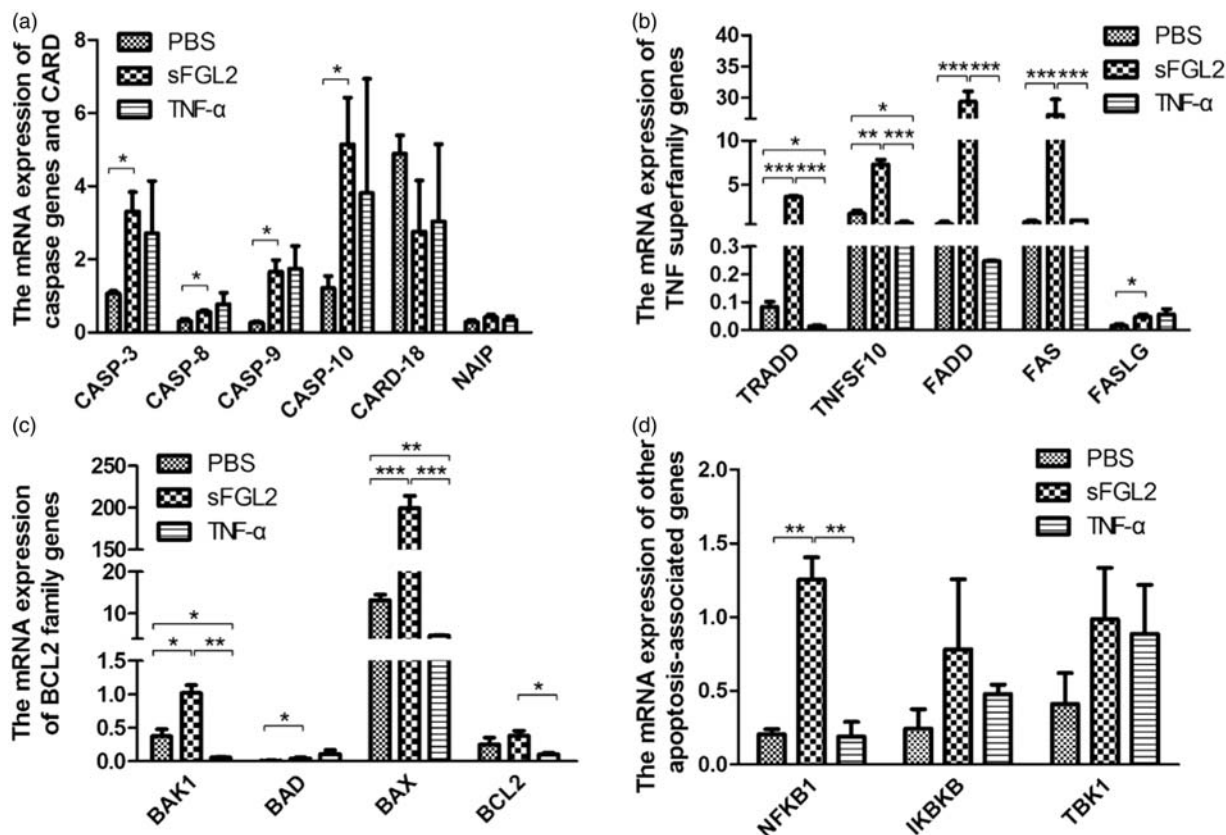 (a)
The mRNA expression of
caspase genes and CARD
8
6
4
2
0
PBS
sFGL2
TNF-α
*
*
*
*
CASP-3
CASP-8
CASP-9
CASP-10
CARD-18
NAIP
(b)
The mRNA expression of
TNF superfamily genes
40
35
30
25
10
5
0.3
0.2
0.1
0.0
PBS
sFGL2
TNF-α
*
*** ***
*
** ***
*** ***
*** ***
*
TRADD
TNFSF10
FADD
FAS
FASLG
(c)
The mRNA expression
of BCL2 family genes
250
200
150
100
50
20
10
1.5
1.0
0.5
0.0
PBS
sFGL2
TNF-α
*
* **
*
**
*** ***
*
BAK1
BAD
BAX
BCL2
(d)
The mRNA expression of other
apoptosis-associated genes
2.0
1.5
1.0
0.5
0.0
PBS
sFGL2
TNF-α
** **
NFKB1
IKBKB
TBK1